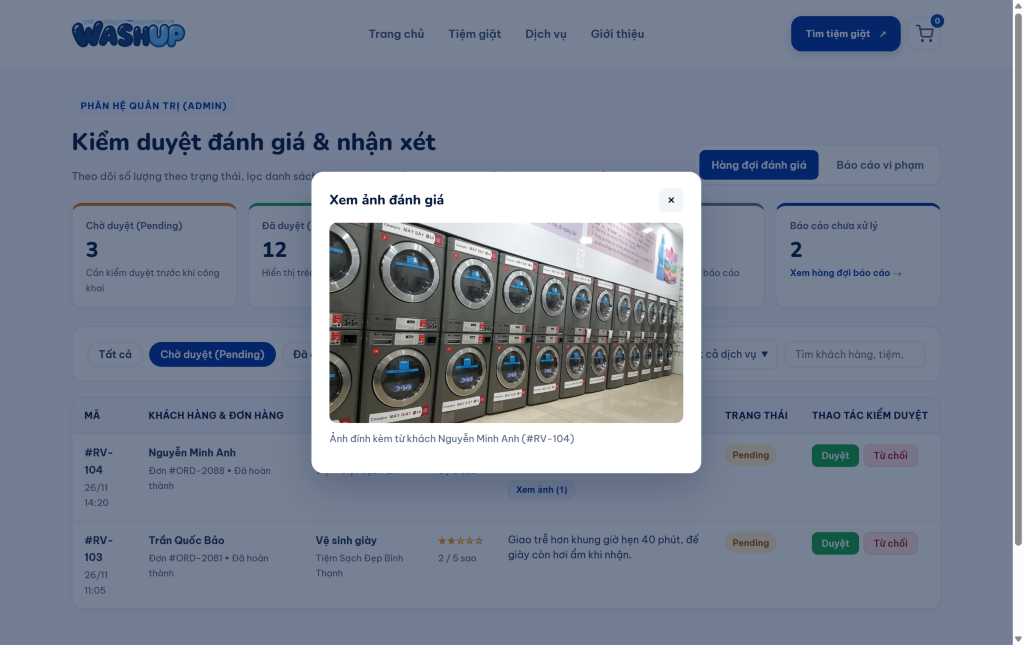 WASHUP
Trang chủ
Tiệm giặt
Dịch vụ
Giới thiệu
Tìm tiệm giặt ↗
0
PHÂN HỆ QUẢN TRỊ (ADMIN)
Kiểm duyệt đánh giá & nhận xét
Theo dõi số lượng theo trạng thái, lọc danh sách
Hàng đợi đánh giá
Báo cáo vi phạm
Chờ duyệt (Pending)
3
Cần kiểm duyệt trước khi công
khai
12
Hiển thị trên
báo cáo
Báo cáo chưa xử lý
2
Xem hàng đợi báo cáo →
Tất cả
Chờ duyệt (Pending)
cả dịch vụ ▼
Tìm khách hàng, tiệm,
Xem ảnh đánh giá
×
MÁY SẤY
MÁY GIẶT
Ảnh đính kèm từ khách Nguyễn Minh Anh (#RV-104)
MÃ
KHÁCH HÀNG & ĐƠN HÀNG
TRẠNG THÁI
THAO TÁC KIỂM DUYỆT
#RV-
104
26/11
14:20
Nguyễn Minh Anh
Đơn #ORD-2088 • Đã hoàn
thành
Xem ảnh (1)
Pending
Duyệt
Từ chối
#RV-
103
26/11
11:05
Trần Quốc Bảo
Đơn #ORD-2081 • Đã hoàn
thành
Vệ sinh giày
Tiệm Sạch Đẹp Bình
Thạnh
★★☆☆☆
2 / 5 sao
Giao trễ hơn khung giờ hẹn 40 phút, đế
giày còn hơi ẩm khi nhận.
Pending
Duyệt
Từ chối